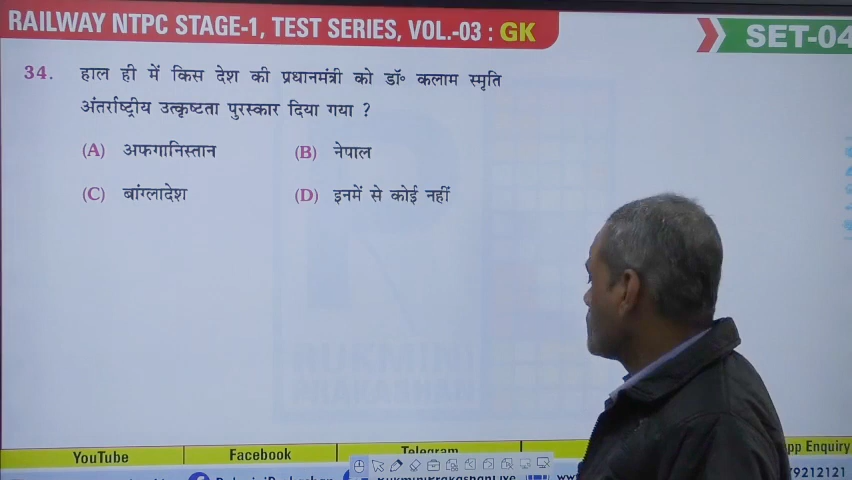 RAILWAY NTPC STAGE-1, TEST SERIES, VOL.-03 : GK
SET-04
34. हाल ही में किस देश की प्रधानमंत्री को डॉ॰ कलाम स्मृति
अंतर्राष्ट्रीय उत्कृष्टता पुरस्कार दिया गया ?
(A) अफगानिस्तान (B) नेपाल
(C) बांग्लादेश (D) इनमें से कोई नहीं
YouTube Facebook Telegram pp Enquiry
79212121